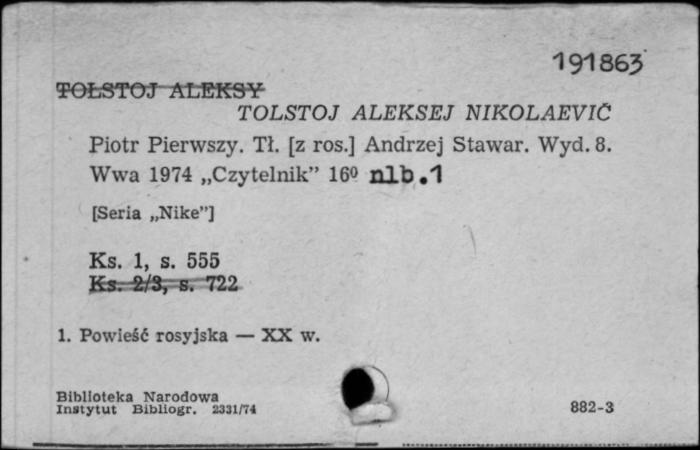 191863
TOŁSTOJ ALEKSY
TOLSTOJ ALEKSEJ NIKOLAEVIČ
Piotr Pierwszy. Tł. [z ros.] Andrzej Stawar. Wyd. 8.
Wwa 1974 „Czytelnik” 16º nlb.1
[Seria „Nike”]
Ks. 1, s. 555
Ks. 2/3, s. 722
1. Powieść rosyjska — XX w.
Biblioteka Narodowa
Instytut Bibliogr. 2331/74
882-3